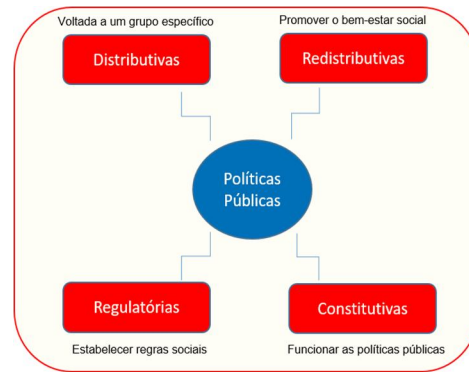 Voltada a um grupo específico
Promover o bem-estar social
Distributivas
Redistributivas
Políticas
Públicas
Regulatórias
Constitutivas
Estabelecer regras sociais
Funcionar as políticas públicas